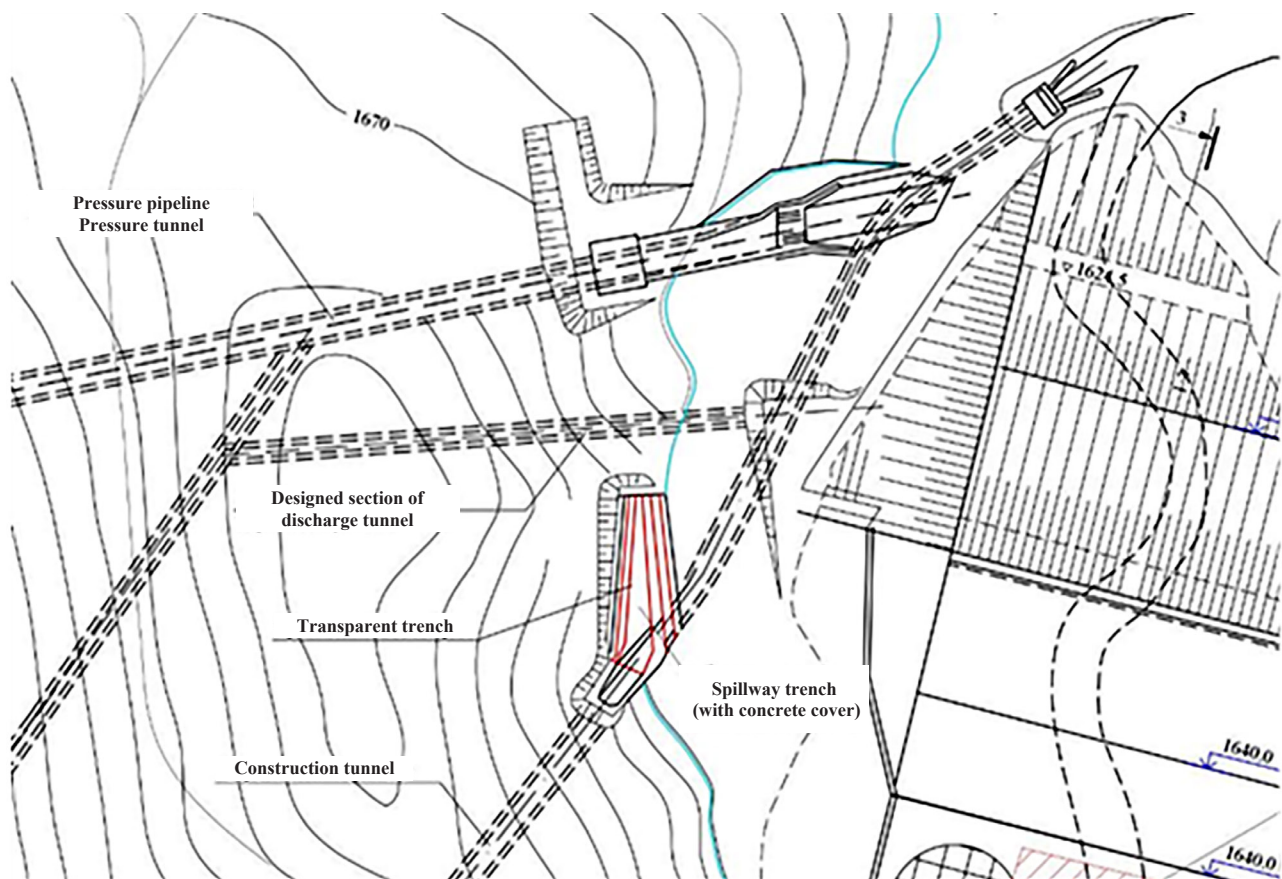 1670
3
Pressure pipeline
Pressure tunnel
1624,5
Designed section of
discharge tunnel
Transparent trench
Spillway trench
(with concrete cover)
1640.0
Construction tunnel
1640.0